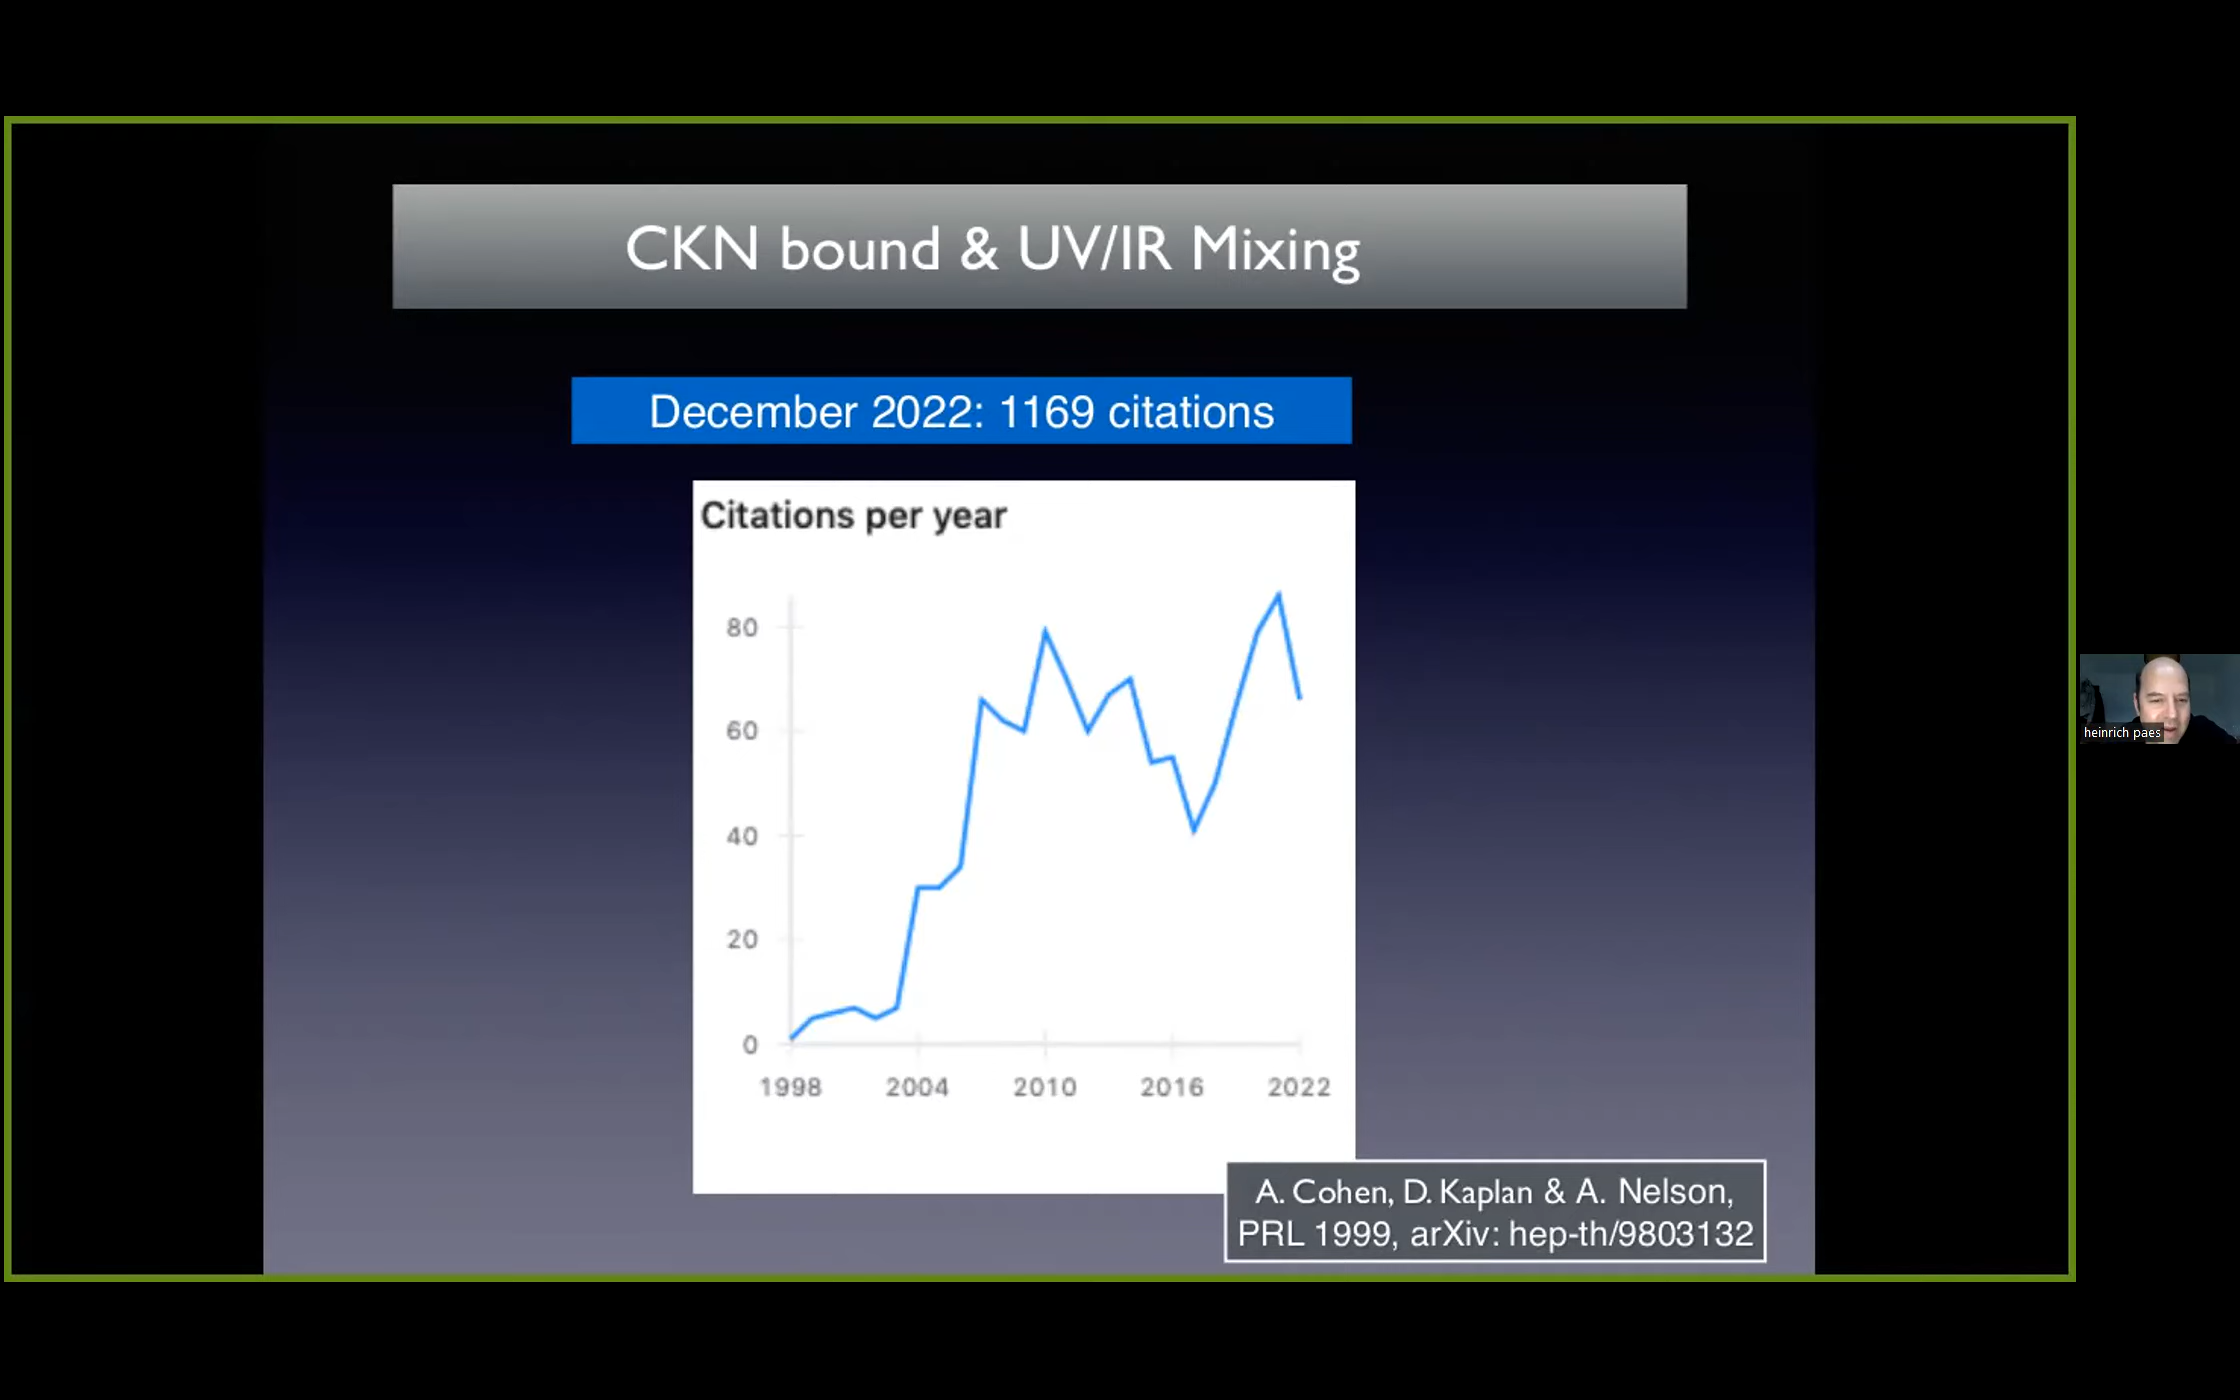 CKN bound & UV/IR Mixing
December 2022: 1169 citations
Citations per year
80
60
40
20
0
1998 2004 2010 2016 2022
A. Cohen, D. Kaplan & A. Nelson,
PRL 1999, arXiv: hep-th/9803132
heinrich paes